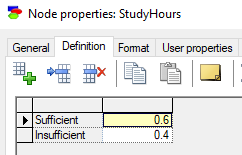 Node properties: StudyHours
General Definition Format User properties
Sufficient 0.6
Insufficient 0.4